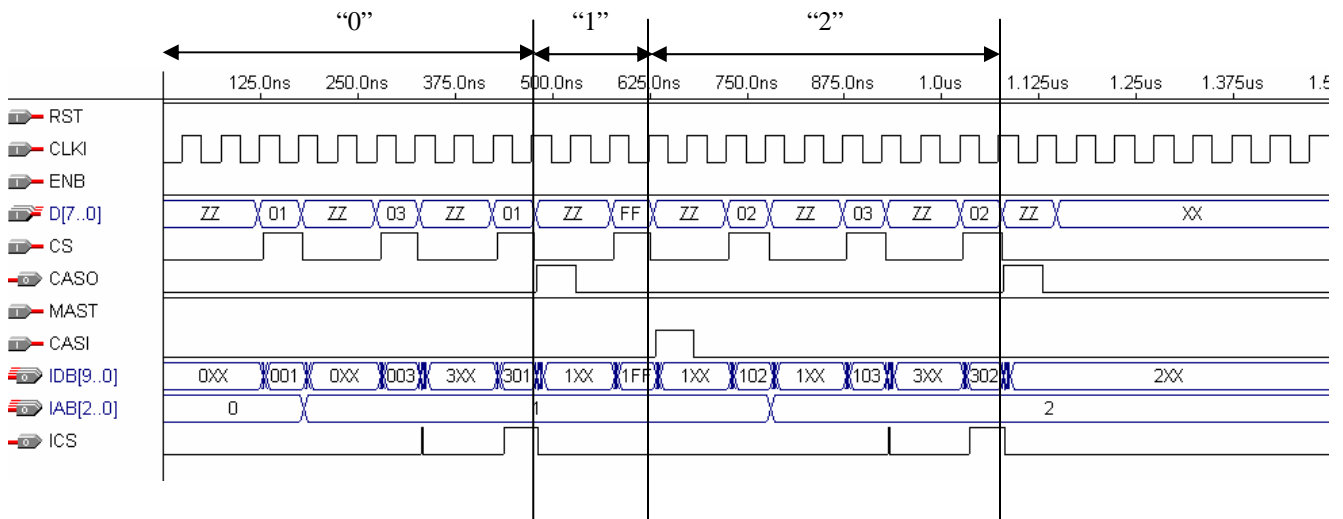 “0” “1” “2”
125.0ns 250.0ns 375.0ns 500.0ns 625.0ns 750.0ns 875.0ns 1.0us 1.125us 1.25us 1.375us 1.5
RST
CLKI
ENB
D[7..0] ZZ 01 ZZ 03 ZZ 01 ZZ FF ZZ 02 ZZ 03 ZZ 02 ZZ XX
CS
CASO
MAST
CASI
IDB[9..0] 0XX 001 0XX 003 3XX 301 1XX 1FF 1XX 102 1XX 103 3XX 302 2XX
IAB[2..0] 0 1 2
ICS